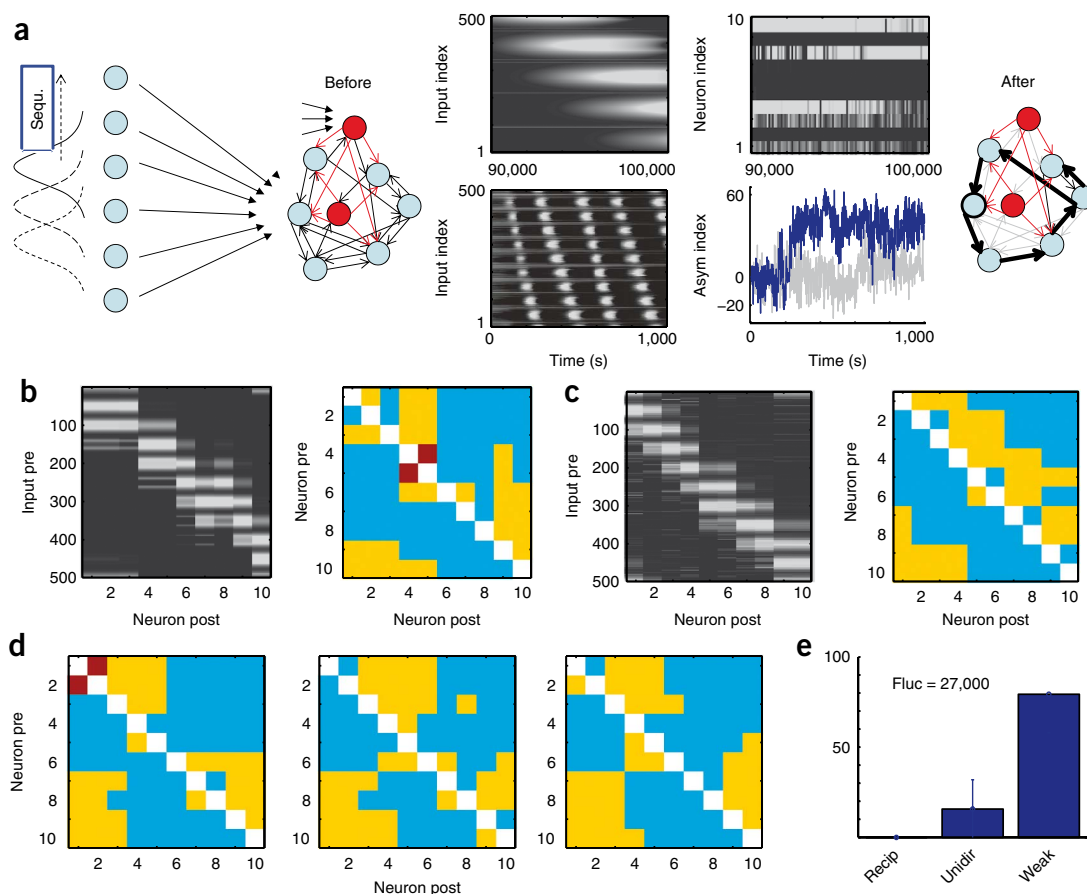 a
Sequ.
Before
500
Input index
1
90,000 100,000
500
Input index
1
0 1,000
Time (s)
10
Neuron index
1
90,000 100,000
60
0
−20
Asym index
0 1,000
Time (s)
After
b
100
200
300
400
500
Input pre
2 4 6 8 10
Neuron post
2
4
6
8
10
Neuron pre
2 4 6 8 10
Neuron post
c
100
200
300
400
500
Input pre
2 4 6 8 10
Neuron post
2
4
6
8
10
Neuron pre
2 4 6 8 10
Neuron post
d
2
4
6
8
10
Neuron pre
2 4 6 8 10
2 4 6 8 10
2 4 6 8 10
Neuron post
e
100
50
Fluc = 27,000
Recip
Unidir
Weak